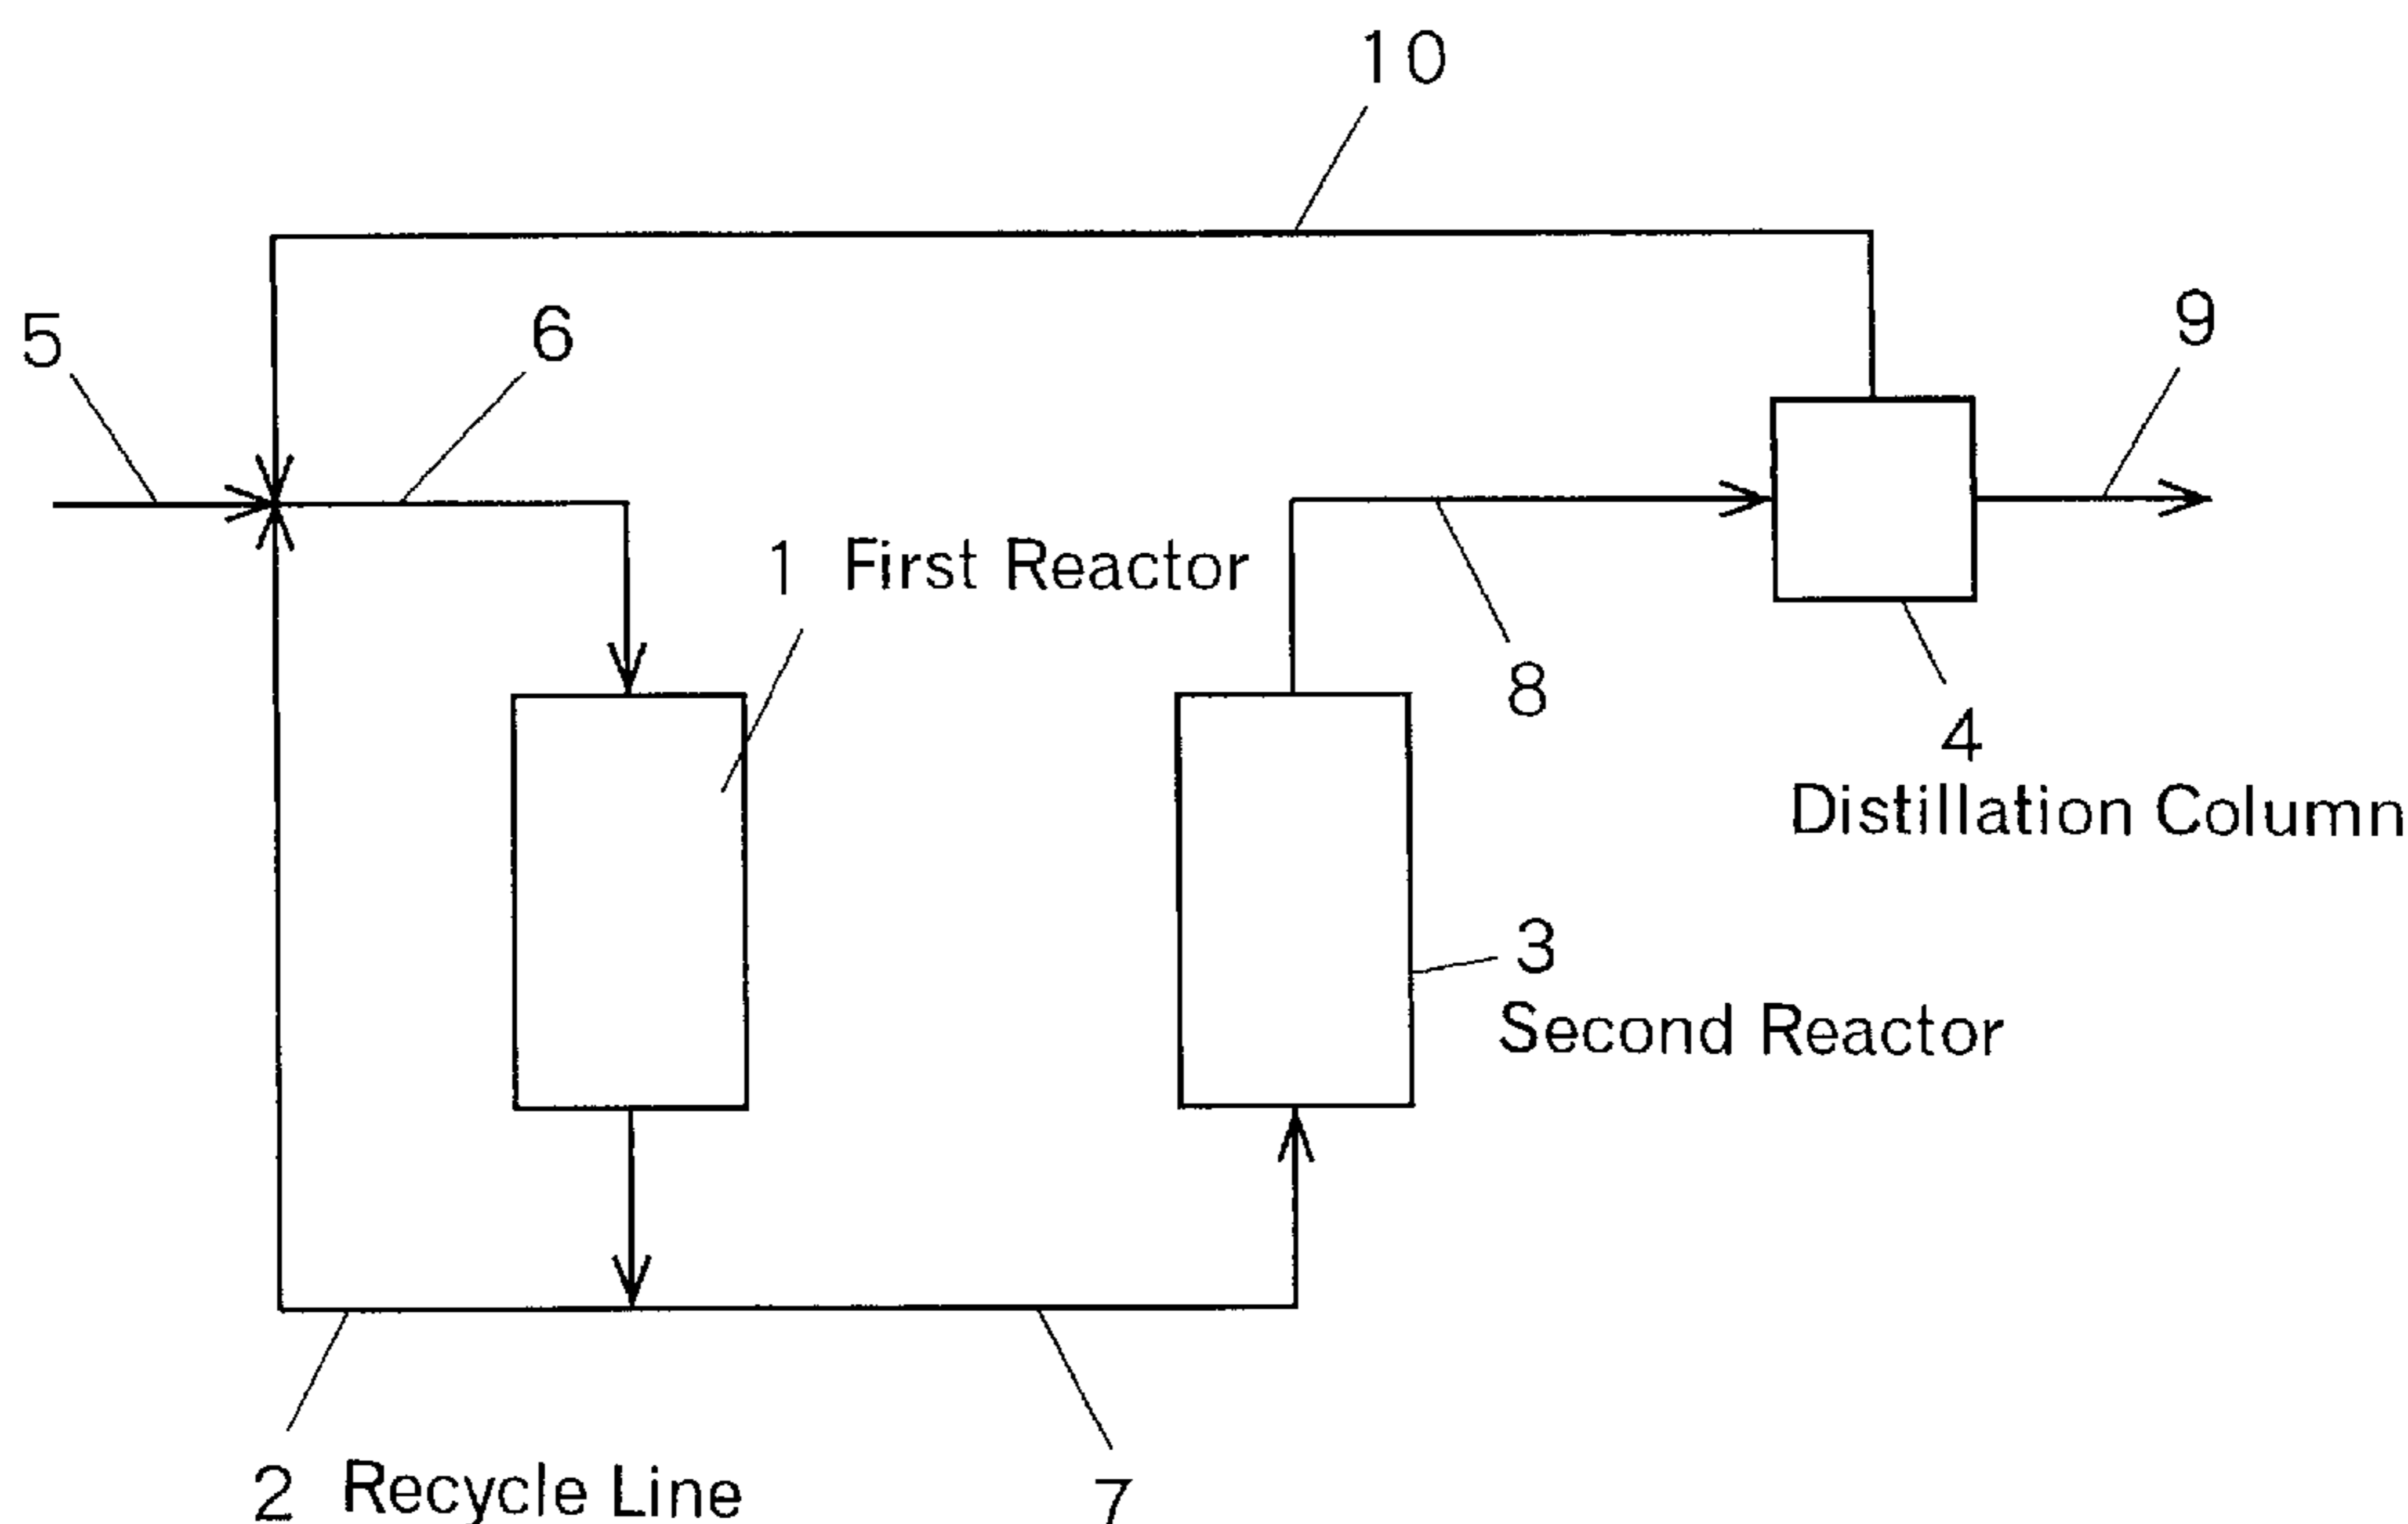 10
5
6
9
1 First Reactor
8
4
Distillation Column
3
Second Reactor
2 Recycle Line
7